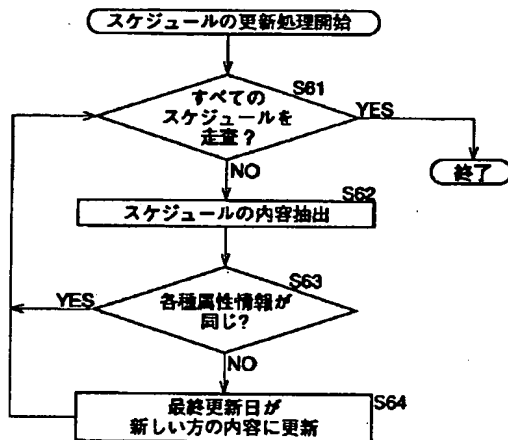 スケジュールの更新処理開始
S61
すべての
スケジュールを
走査？
YES
終了
NO
S62
スケジュールの内容抽出
S63
各種属性情報が
同じ?
YES
NO
S64
最終更新日が
新しい方の内容に更新